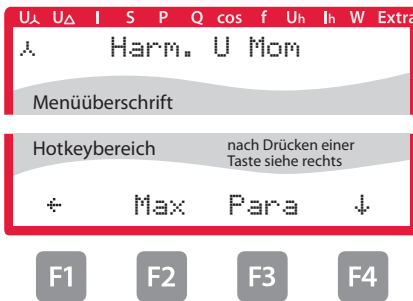 U⅄ U△ I S P Q cos f Uh Ih W Extra
⅄ Harm. U Mom
Menüüberschrift
Hotkeybereich
nach Drücken einer
Taste siehe rechts
← Max Para ↓
F1 F2 F3 F4